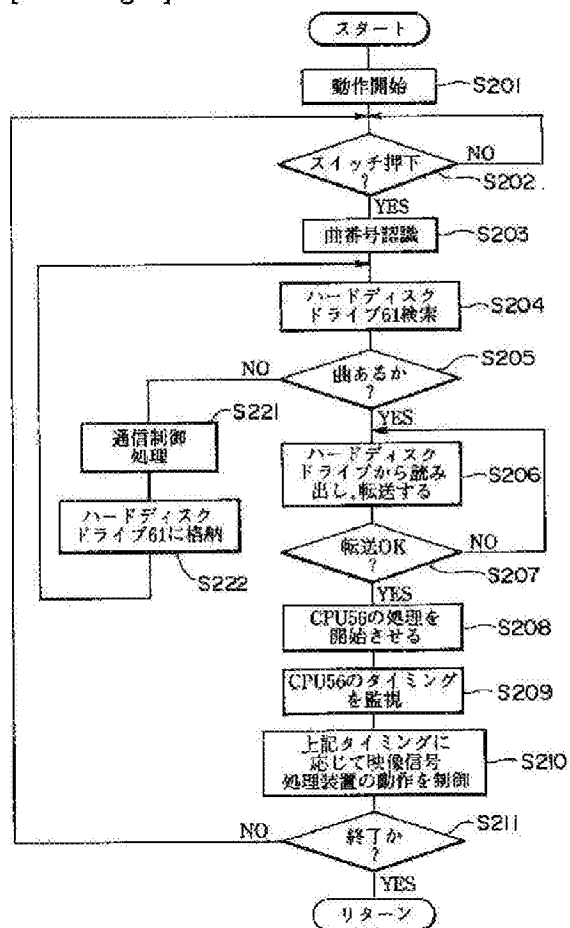 スタート
動作開始
S201
スイッチ押下
?
NO
S202
YES
曲番号認識
S203
ハードディスク
ドライブ61検索
S204
S205
NO
曲あるか
?
YES
S221
通信制御
処理
ハードディスク
ドライブから読み
出し、転送する
S206
ハードディスク
ドライブ61に格納
S222
転送OK
?
NO
S207
YES
CPU56の処理を
開始させる
S208
CPU56のタイミング
を監視
S209
上記タイミングに
応じて映像信号
処理装置の動作を制御
S210
S211
NO
終了か
?
YES
リターン